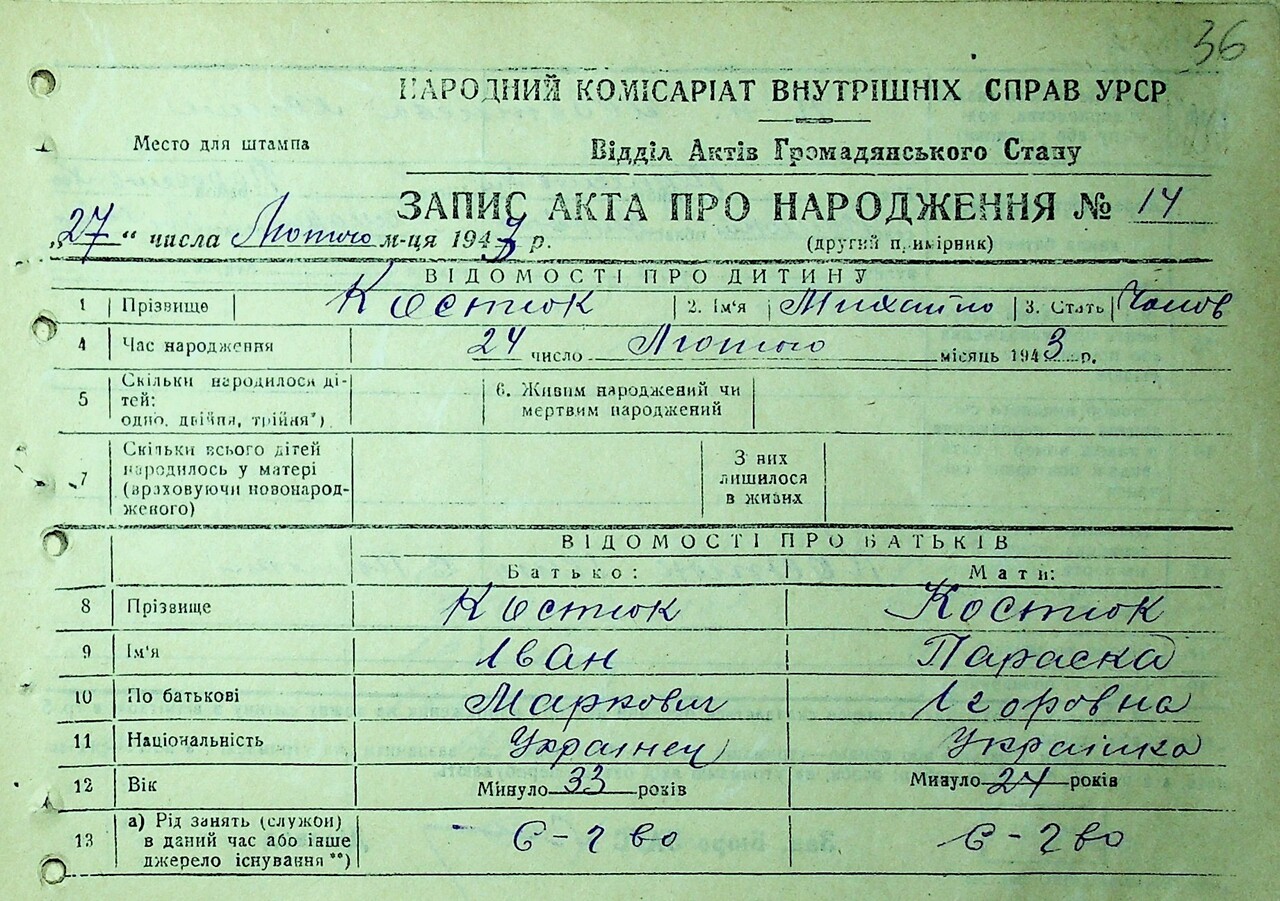 36
НАРОДНИЙ КОМІСАРІАТ ВНУТРІШНІХ СПРАВ УРСР
Место для штампа
Відділ Актів Громадянського Стану
ЗАПИС АКТА ПРО НАРОДЖЕННЯ № 14
„27“ числа Лютого м-ця 1943 р.
(другий примірник)
ВІДОМОСТІ ПРО ДИТИНУ
1 Прізвище Костюк 2. Ім'я Михайло 3. Стать Чолов
4 Час народження 24 число Лютого місяць 1943 р.
5 Скільки народилося дітей: одно, двійня, трійня*) 6. Живим народжений чи мертвим народжений
7 Скільки всього дітей народилось у матері (враховуючи новонародженого) З них лишилося в живих
ВІДОМОСТІ ПРО БАТЬКІВ
Батько: Мати:
8 Прізвище Костюк Костюк
9 Ім'я Іван Параска
10 По батькові Маркович Ігоровна
11 Національність Українец Украінка
12 Вік Минуло 33 років Минуло 24 років
13 а) Рід занять (служби) в даний час або інше джерело існування **) С-г во С-г во